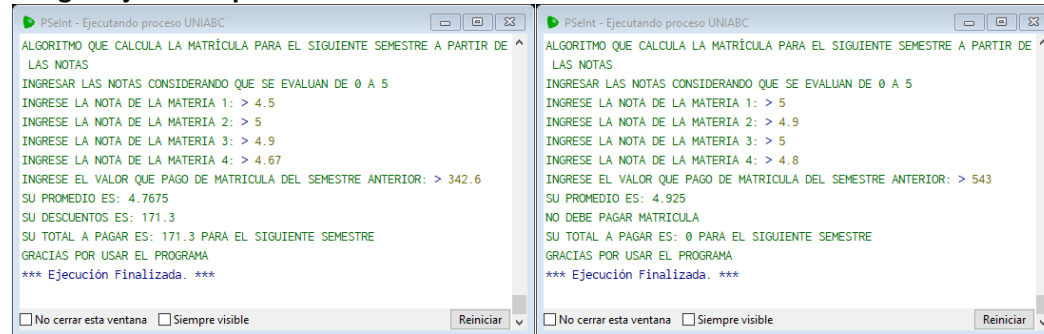 PSeInt - Ejecutando proceso UNIABC
ALGORITMO QUE CALCULA LA MATRÍCULA PARA EL SIGUIENTE SEMESTRE A PARTIR DE
LAS NOTAS
INGRESAR LAS NOTAS CONSIDERANDO QUE SE EVALUAN DE 0 A 5
INGRESE LA NOTA DE LA MATERIA 1: > 4.5
INGRESE LA NOTA DE LA MATERIA 2: > 5
INGRESE LA NOTA DE LA MATERIA 3: > 4.9
INGRESE LA NOTA DE LA MATERIA 4: > 4.67
INGRESE EL VALOR QUE PAGO DE MATRICULA DEL SEMESTRE ANTERIOR: > 342.6
SU PROMEDIO ES: 4.7675
SU DESCUENTOS ES: 171.3
SU TOTAL A PAGAR ES: 171.3 PARA EL SIGUIENTE SEMESTRE
GRACIAS POR USAR EL PROGRAMA
*** Ejecución Finalizada. ***
No cerrar esta ventana Siempre visible Reiniciar
PSeInt - Ejecutando proceso UNIABC
ALGORITMO QUE CALCULA LA MATRÍCULA PARA EL SIGUIENTE SEMESTRE A PARTIR DE
LAS NOTAS
INGRESAR LAS NOTAS CONSIDERANDO QUE SE EVALUAN DE 0 A 5
INGRESE LA NOTA DE LA MATERIA 1: > 5
INGRESE LA NOTA DE LA MATERIA 2: > 4.9
INGRESE LA NOTA DE LA MATERIA 3: > 5
INGRESE LA NOTA DE LA MATERIA 4: > 4.8
INGRESE EL VALOR QUE PAGO DE MATRICULA DEL SEMESTRE ANTERIOR: > 543
SU PROMEDIO ES: 4.925
NO DEBE PAGAR MATRICULA
SU TOTAL A PAGAR ES: 0 PARA EL SIGUIENTE SEMESTRE
GRACIAS POR USAR EL PROGRAMA
*** Ejecución Finalizada. ***
No cerrar esta ventana Siempre visible Reiniciar